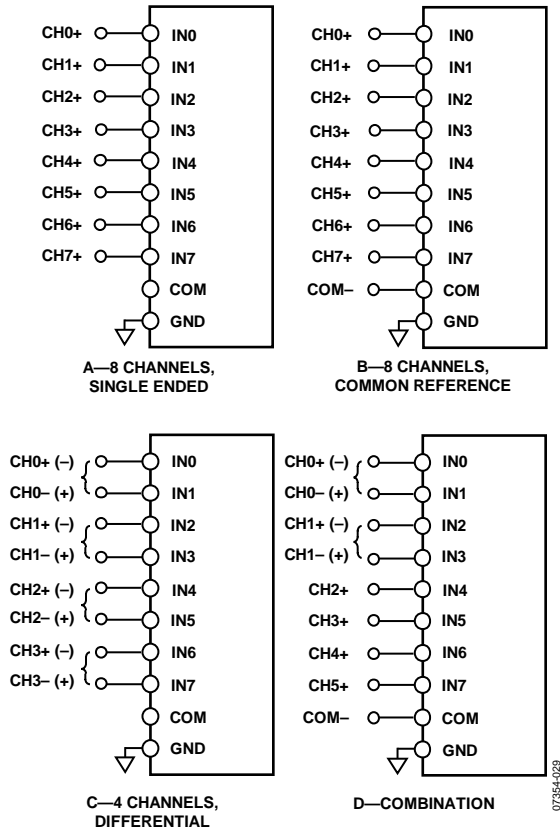 CH0+ IN0
CH1+ IN1
CH2+ IN2
CH3+ IN3
CH4+ IN4
CH5+ IN5
CH6+ IN6
CH7+ IN7
COM
GND
A—8 CHANNELS,
SINGLE ENDED
CH0+ IN0
CH1+ IN1
CH2+ IN2
CH3+ IN3
CH4+ IN4
CH5+ IN5
CH6+ IN6
CH7+ IN7
COM– COM
GND
B—8 CHANNELS,
COMMON REFERENCE
CH0+ (–) IN0
CH0– (+) IN1
CH1+ (–) IN2
CH1– (+) IN3
CH2+ (–) IN4
CH2– (+) IN5
CH3+ (–) IN6
CH3– (+) IN7
COM
GND
C—4 CHANNELS,
DIFFERENTIAL
CH0+ (–) IN0
CH0– (+) IN1
CH1+ (–) IN2
CH1– (+) IN3
CH2+ IN4
CH3+ IN5
CH4+ IN6
CH5+ IN7
COM– COM
GND
D—COMBINATION
07354-029